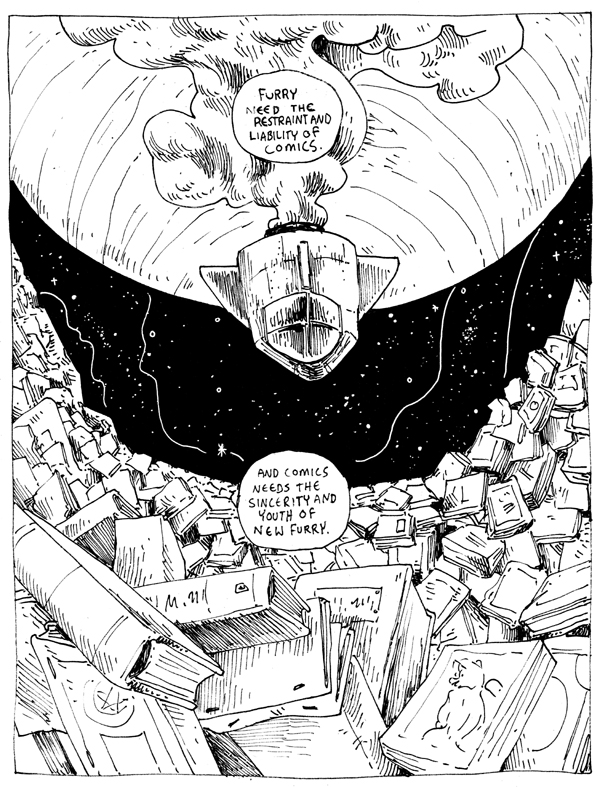 FURRY
NEED THE
RESTRAINT AND
LIABILITY OF
COMICS.
AND COMICS
NEEDS THE
SINCERITY AND
YOUTH OF
NEW FURRY.